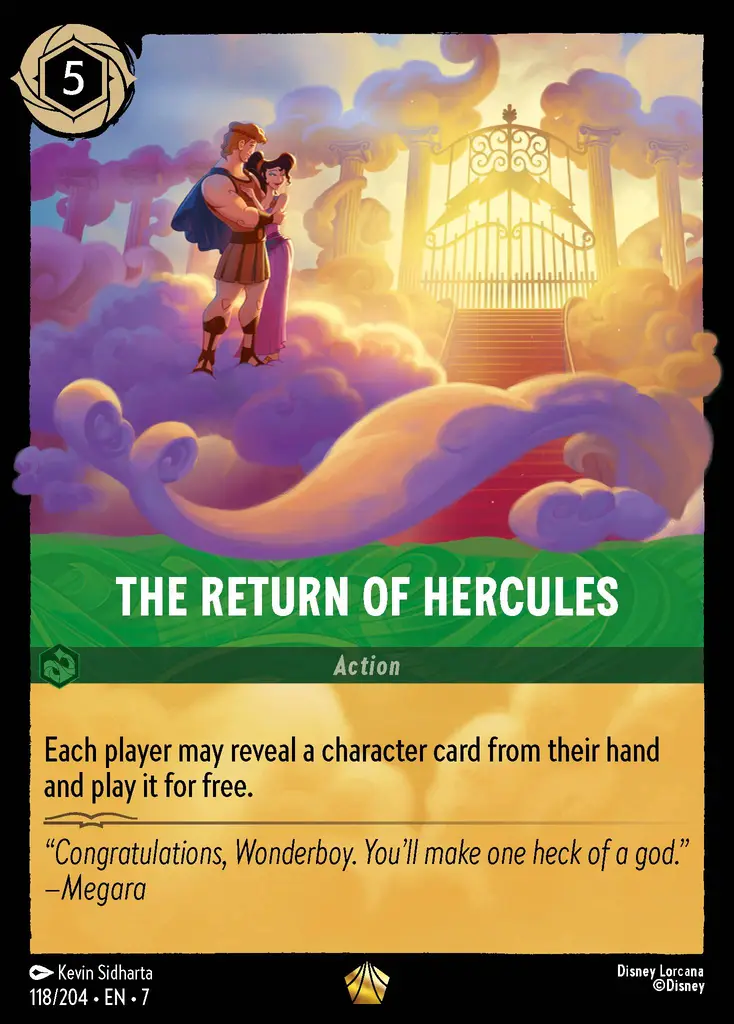 5
THE RETURN OF HERCULES
Action
Each player may reveal a character card from their hand
and play it for free.
“Congratulations, Wonderboy. You’ll make one heck of a god.”
–Megara
Kevin Sidharta
118/204 • EN • 7
Disney Lorcana
©Disney